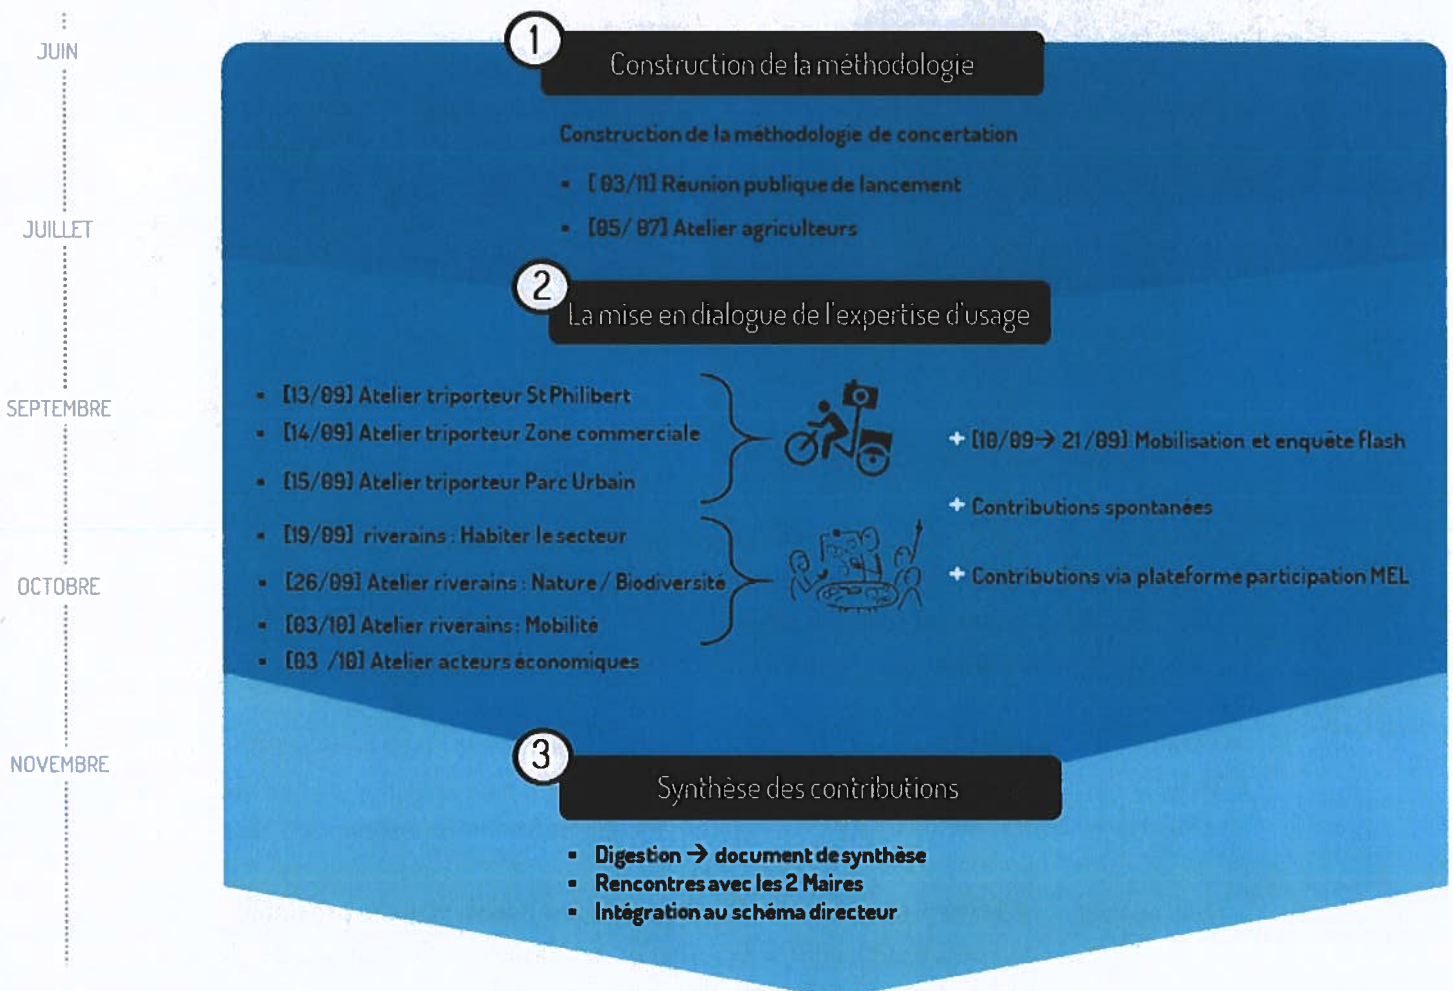 JUIN
JUILLET
SEPTEMBRE
OCTOBRE
NOVEMBRE
1
Construction de la méthodologie
Construction de la méthodologie de concertation
▪ [ 03/11] Réunion publique de lancement
▪ [05/ 07] Atelier agriculteurs
2
La mise en dialogue de l'expertise d'usage
▪ [13/09] Atelier triporteur St Philibert
▪ [14/09] Atelier triporteur Zone commerciale
▪ [15/09] Atelier triporteur Parc Urbain
▪ [19/09] riverains : Habiter le secteur
▪ [26/09] Atelier riverains : Nature / Biodiversité
▪ [03/10] Atelier riverains : Mobilité
▪ [03 /10] Atelier acteurs économiques
+ [10/09→ 21 /09] Mobilisation et enquête flash
+ Contributions spontanées
+ Contributions via plateforme participation MEL
3
Synthèse des contributions
▪ Digestion → document de synthèse
▪ Rencontres avec les 2 Maires
▪ Intégration au schéma directeur